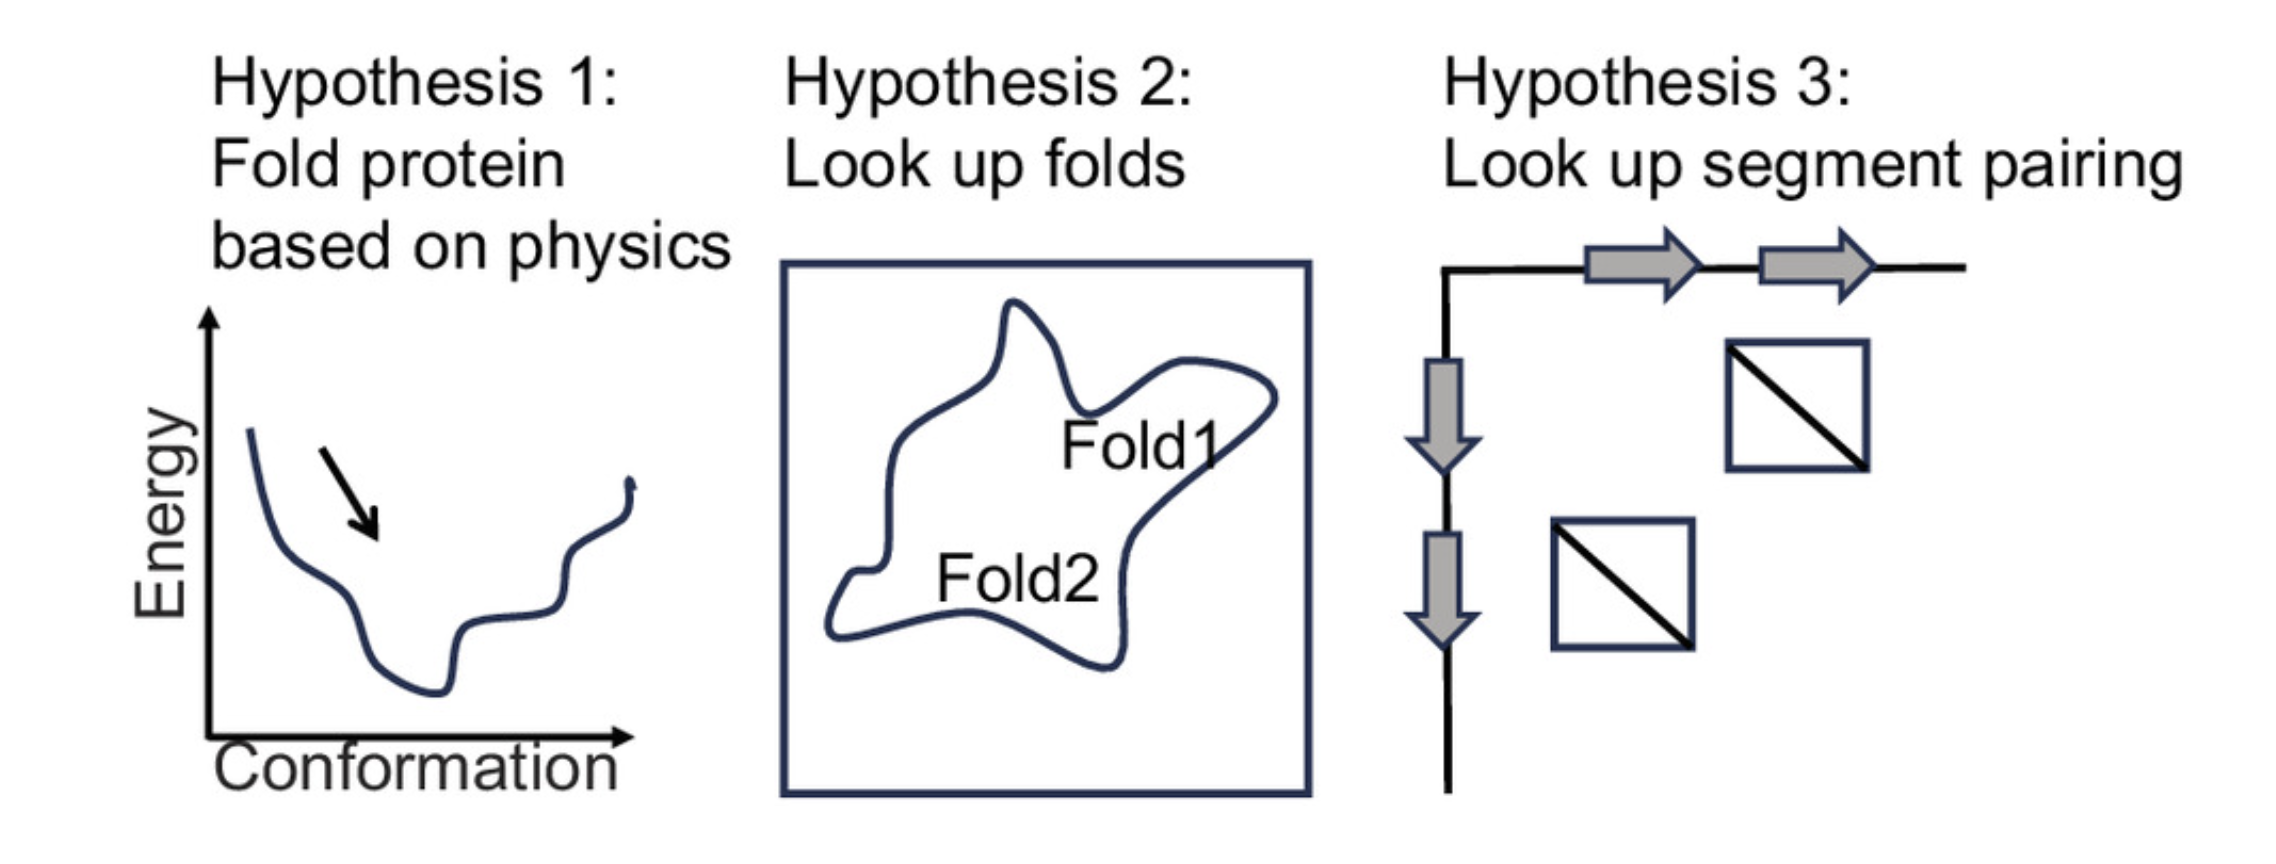 Hypothesis 1:
Fold protein
based on physics
Energy
Conformation
Hypothesis 2:
Look up folds
Fold1
Fold2
Hypothesis 3:
Look up segment pairing